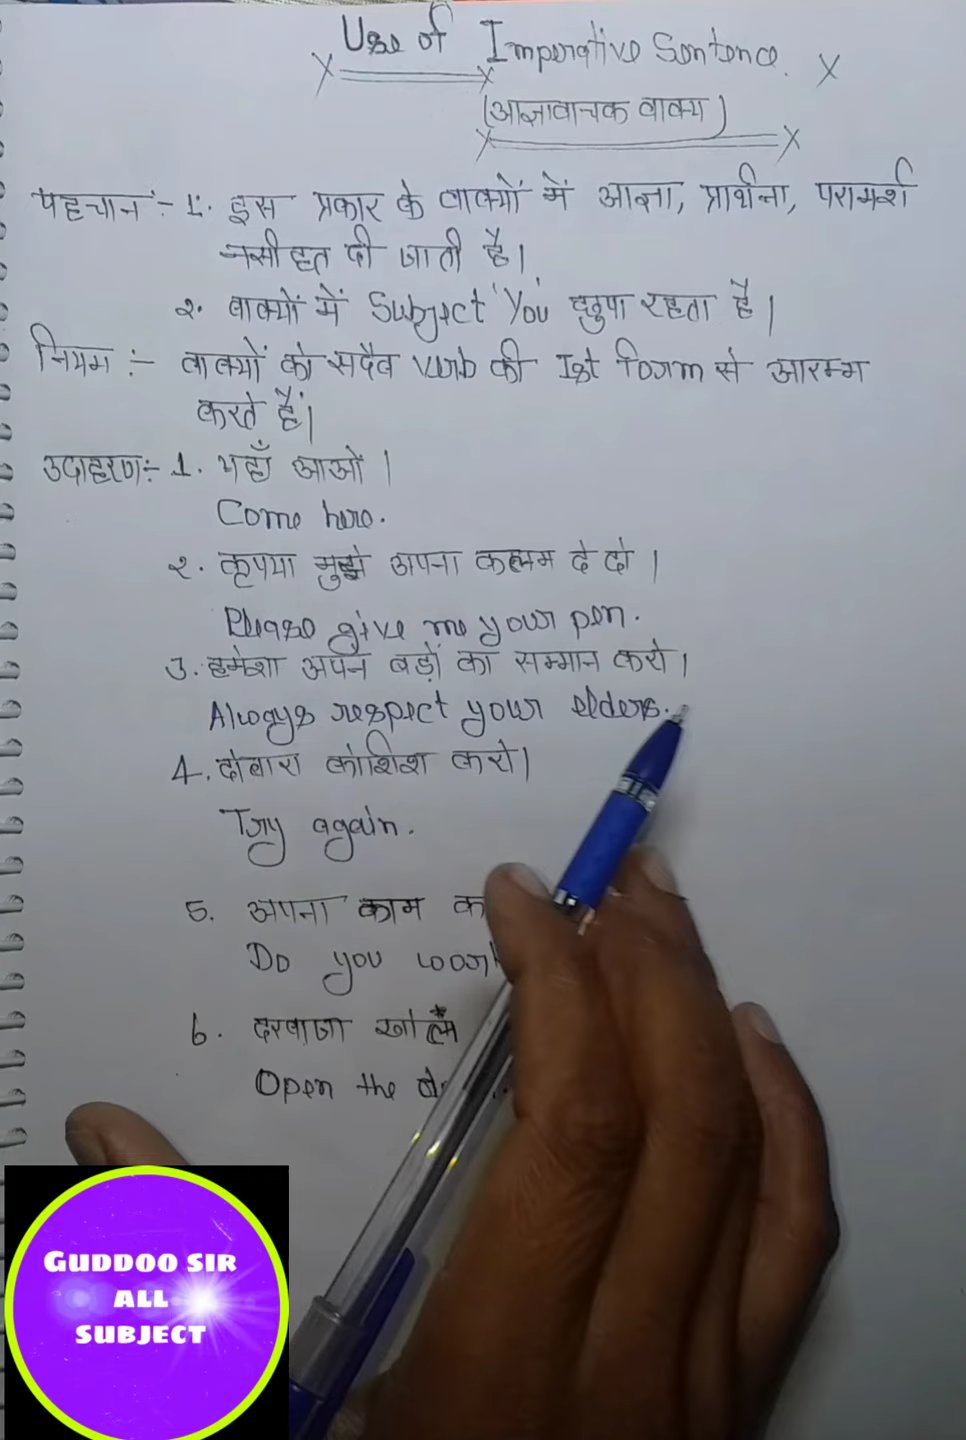 Use of Imperative Sentence.
(आज्ञावाचक वाक्य)
पहचान :- 1. इस प्रकार के वाक्यों में आज्ञा, प्रार्थना, परामर्श
नसीहत दी जाती है।
2. वाक्यों में Subject 'You' छुपा रहता है।
नियम :- वाक्यों को सदैव verb की Ist form से आरम्भ
करते हैं।
उदाहरण:- 1. यहाँ आओ।
Come here.
2. कृपया मुझे अपना कलम दे दो।
Please give me your pen.
3. हमेशा अपने बड़ों का सम्मान करो।
Always respect your elders.
4. दोबारा कोशिश करो।
Try again.
5. अपना काम
Do you
6. दरवाजा
Open the
GUDDOO SIR
ALL
SUBJECT